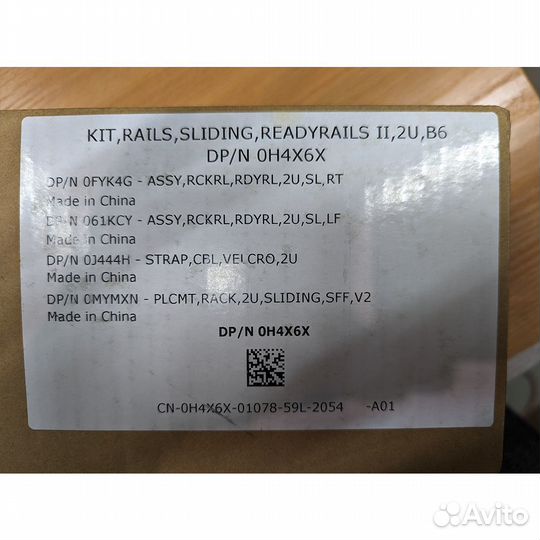 KIT,RAILS,SLIDING,READYRAILS II,2U,B6
DP/N 0H4X6X
DP/N 0FYK4G - ASSY,RCKRL,RDYRL,2U,SL,RT
Made in China
DP/N 061KCY - ASSY,RCKRL,RDYRL,2U,SL,LF
Made in China
DP/N 0J444H - STRAP,CBL,VELCRO,2U
Made in China
DP/N 0MYMXN - PLCMT,RACK,2U,SLIDING,SFF,V2
Made in China
DP/N 0H4X6X
CN-0H4X6X-01078-59L-2054 -A01
Avito